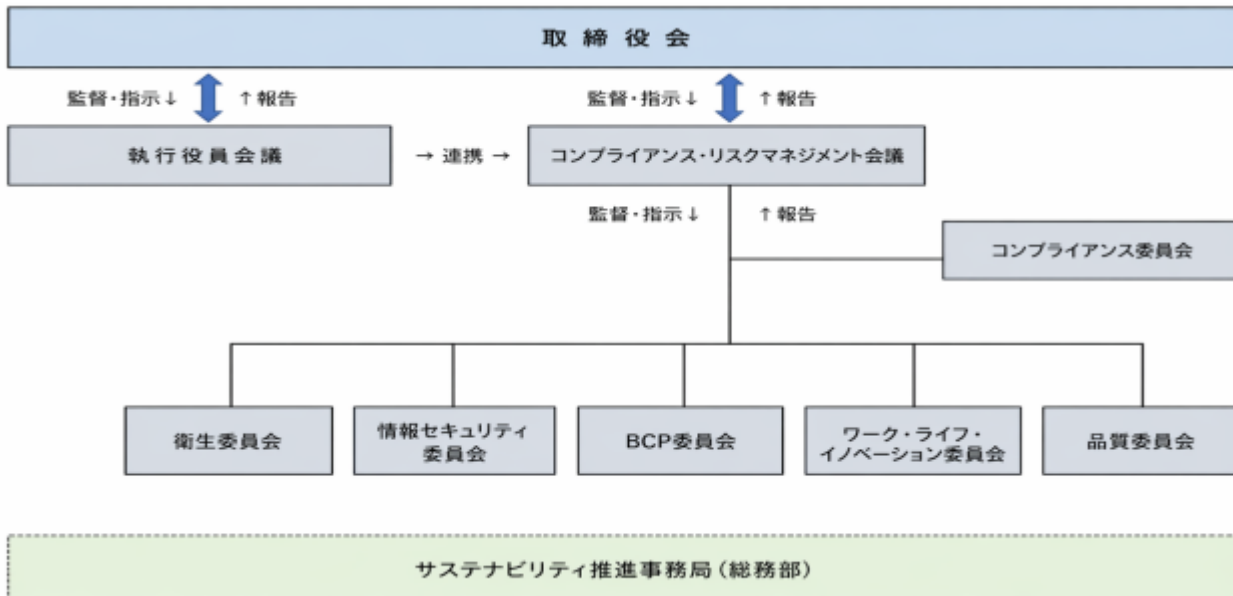 取締役会
監督・指示↓ ↑報告 監督・指示↓ ↑報告
執行役員会議 → 連携 → コンプライアンス・リスクマネジメント会議
監督・指示↓ ↑報告
コンプライアンス委員会
衛生委員会
情報セキュリティ
委員会
BCP委員会
ワーク・ライフ・
イノベーション委員会
品質委員会
サステナビリティ推進事務局(総務部)